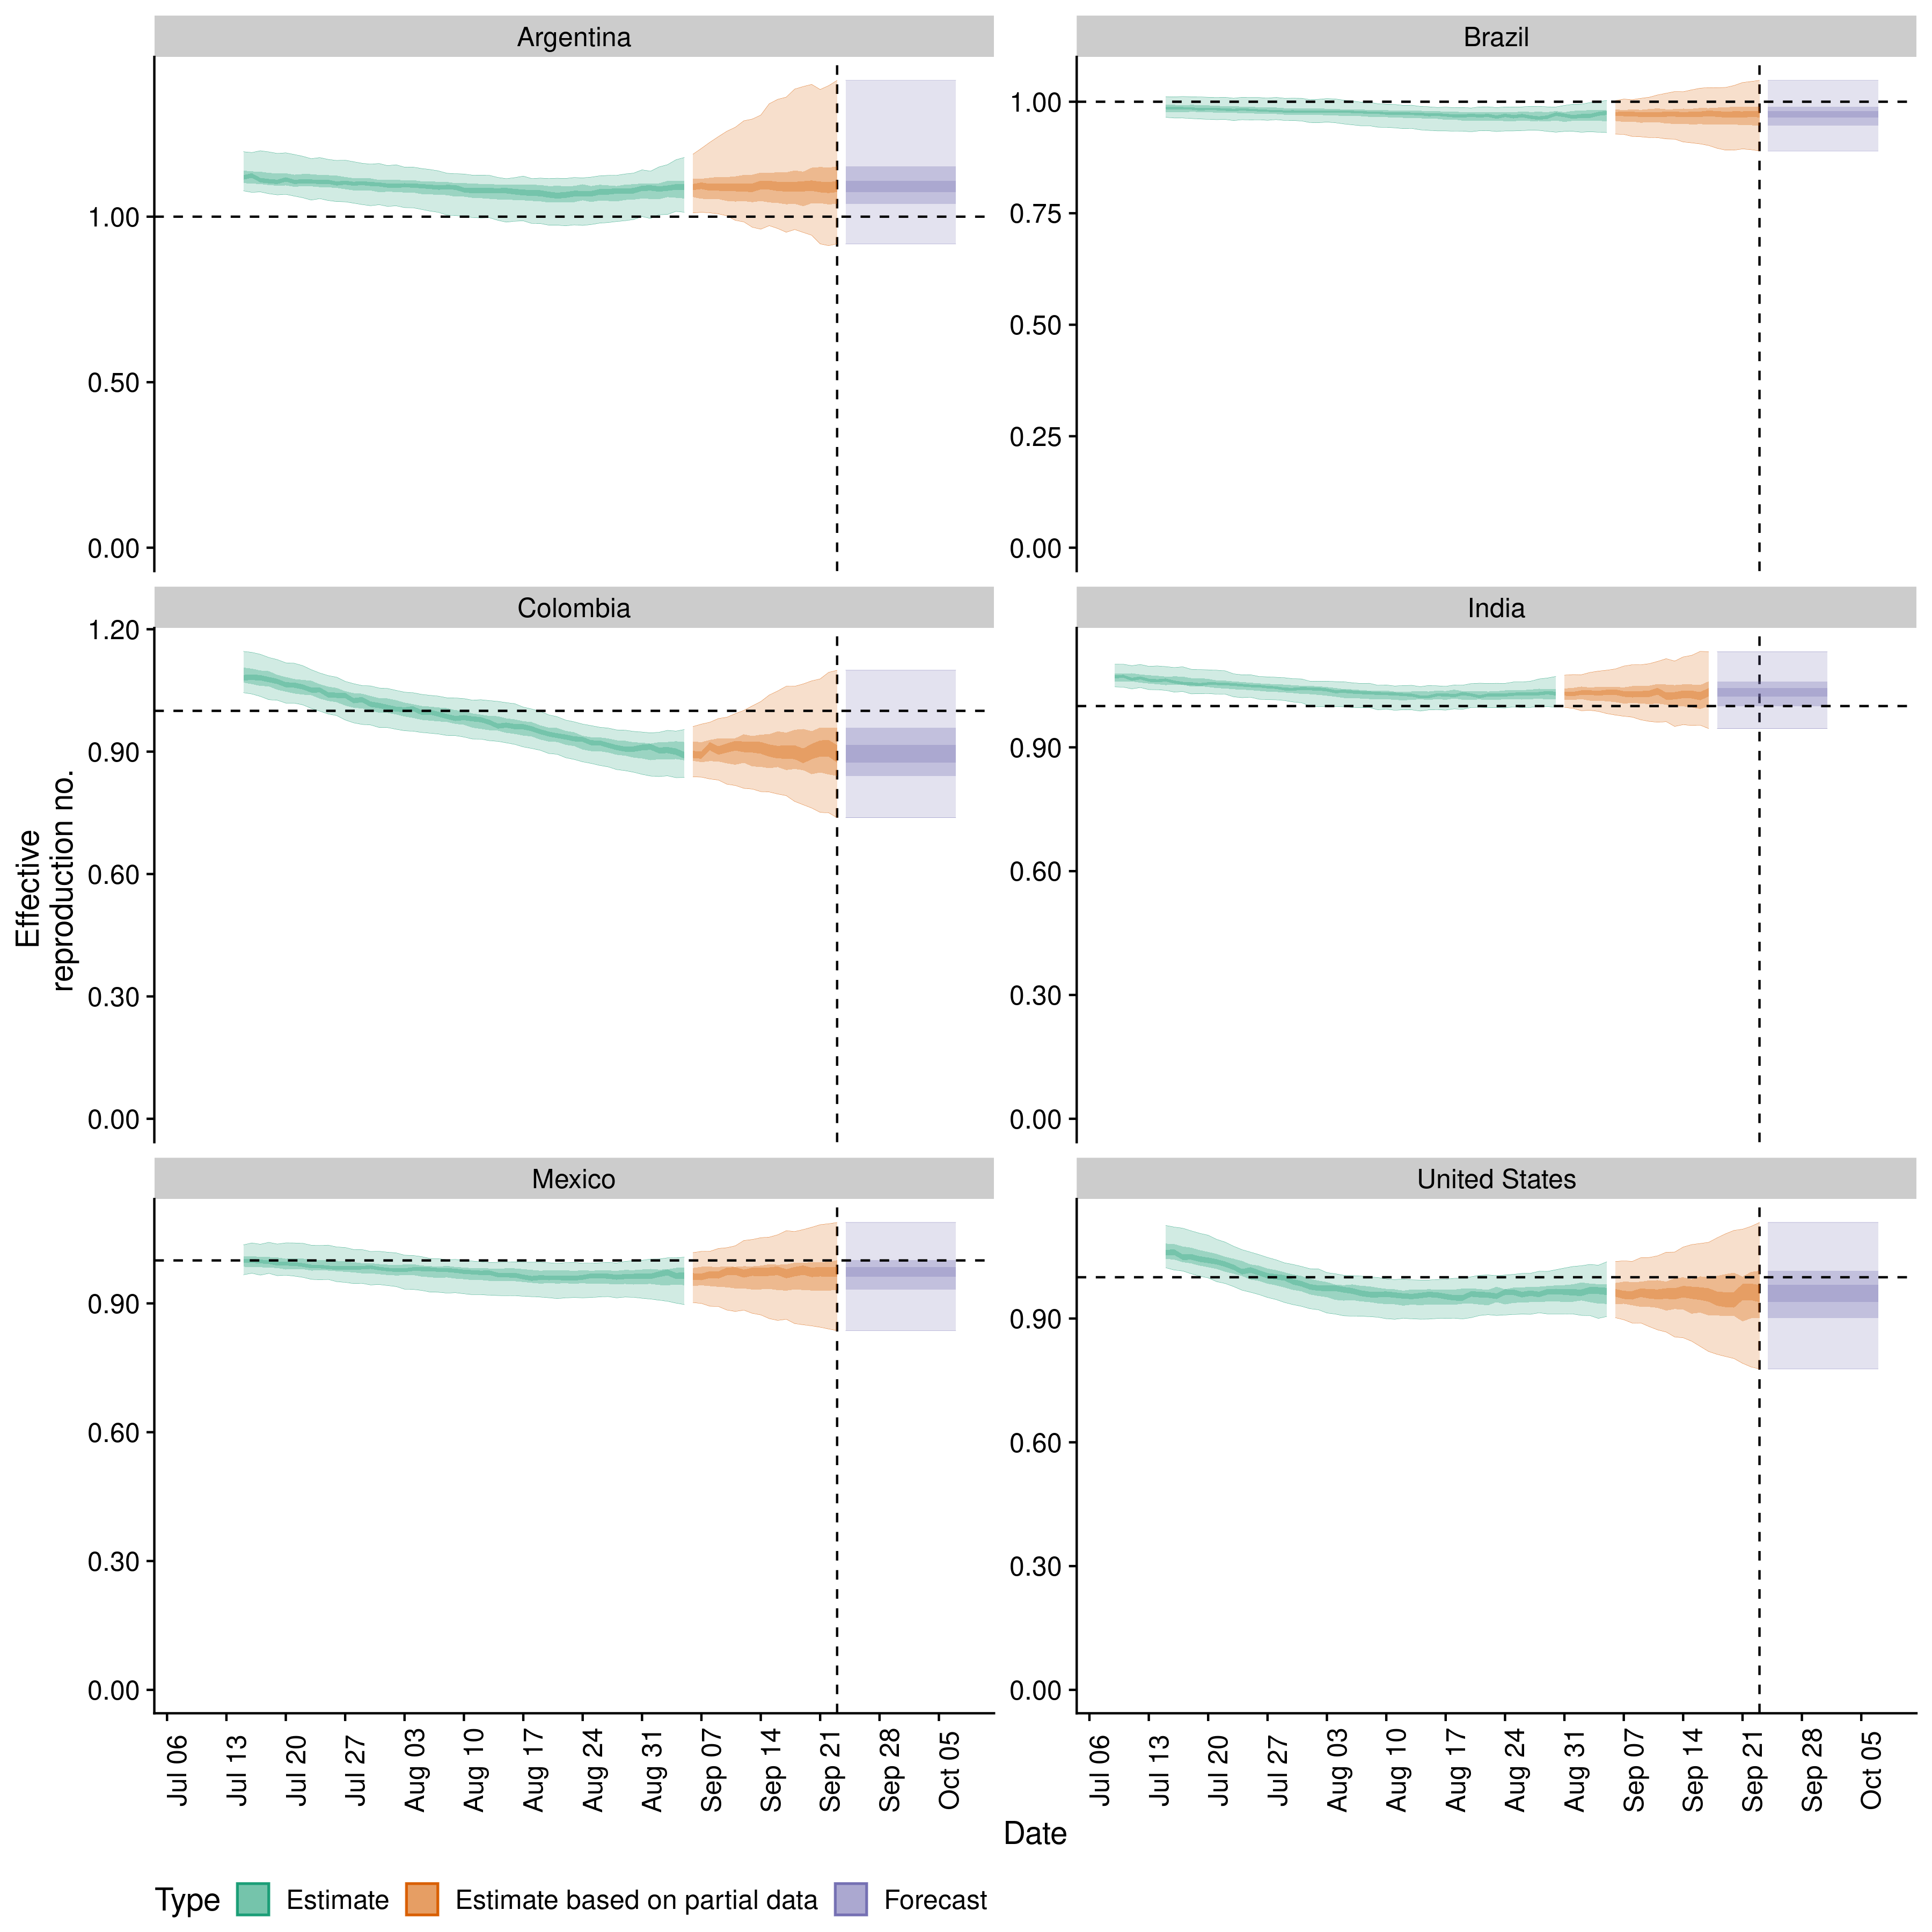 Argentina
Brazil
1.00
0.50
0.00
1.00
0.75
0.50
0.25
0.00
Colombia
India
1.20
0.90
0.60
0.30
0.00
0.90
0.60
0.30
0.00
Mexico
United States
0.90
0.60
0.30
0.00
0.90
0.60
0.30
0.00
Effective
reproduction no.
Jul 06
Jul 13
Jul 20
Jul 27
Aug 03
Aug 10
Aug 17
Aug 24
Aug 31
Sep 07
Sep 14
Sep 21
Sep 28
Oct 05
Jul 06
Jul 13
Jul 20
Jul 27
Aug 03
Aug 10
Aug 17
Aug 24
Aug 31
Sep 07
Sep 14
Sep 21
Sep 28
Oct 05
Date
Type Estimate Estimate based on partial data Forecast